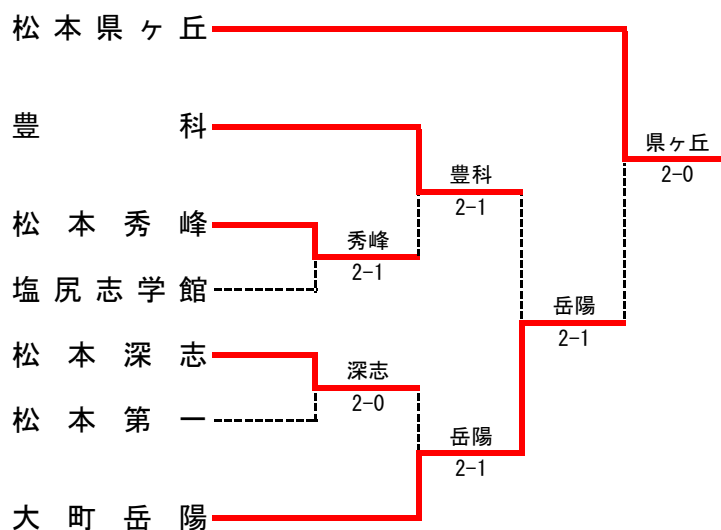 松本県ヶ丘
豊科
松本秀峰
塩尻志学館
松本深志
松本第一
大町岳陽
秀峰
2-1
深志
2-0
豊科
2-1
岳陽
2-1
岳陽
2-1
県ヶ丘
2-0